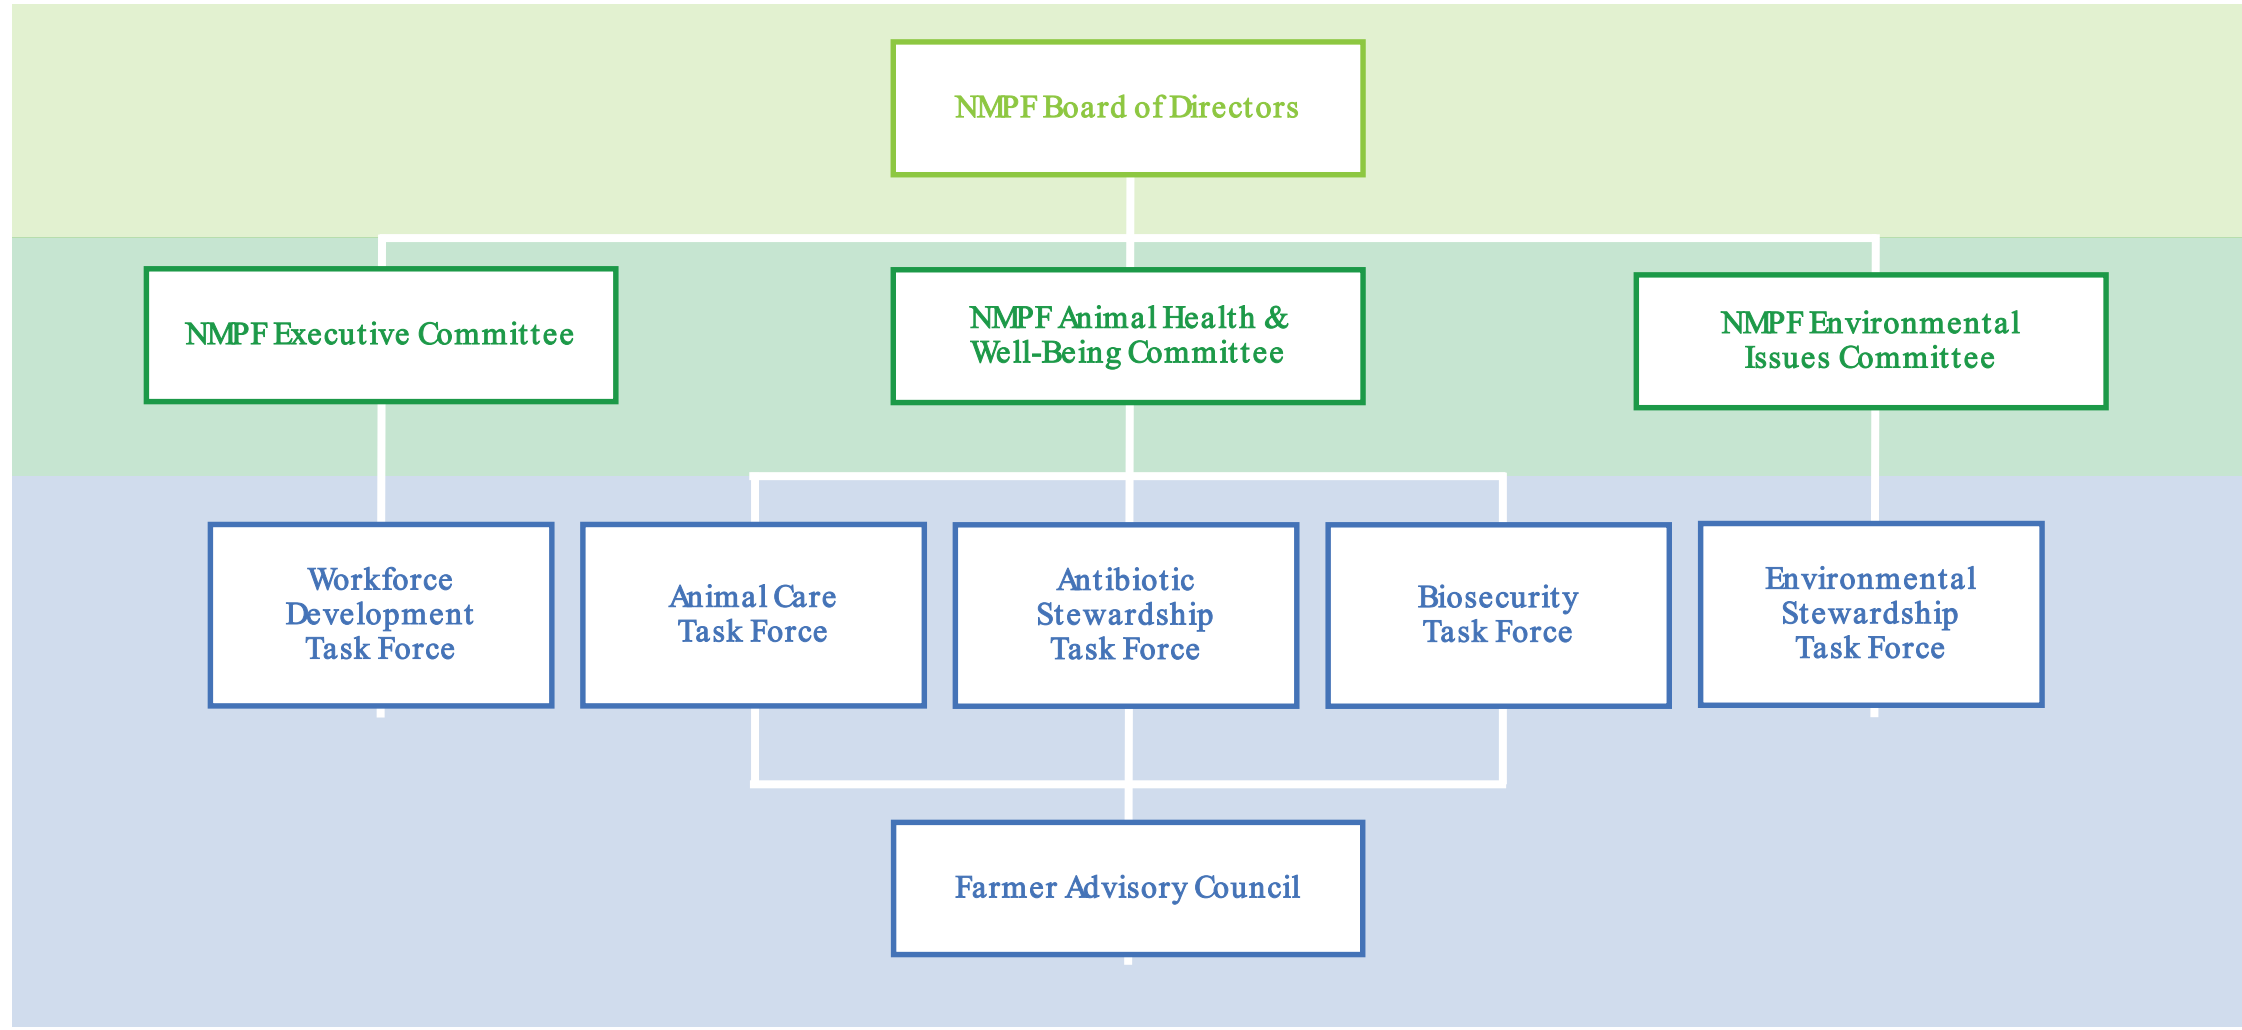 NMPF Board of Directors
NMPF Executive Committee
NMPF Animal Health &
Well-Being Committee
NMPF Environmental
Issues Committee
Workforce
Development
Task Force
Animal Care
Task Force
Antibiotic
Stewardship
Task Force
Biosecurity
Task Force
Environmental
Stewardship
Task Force
Farmer Advisory Council